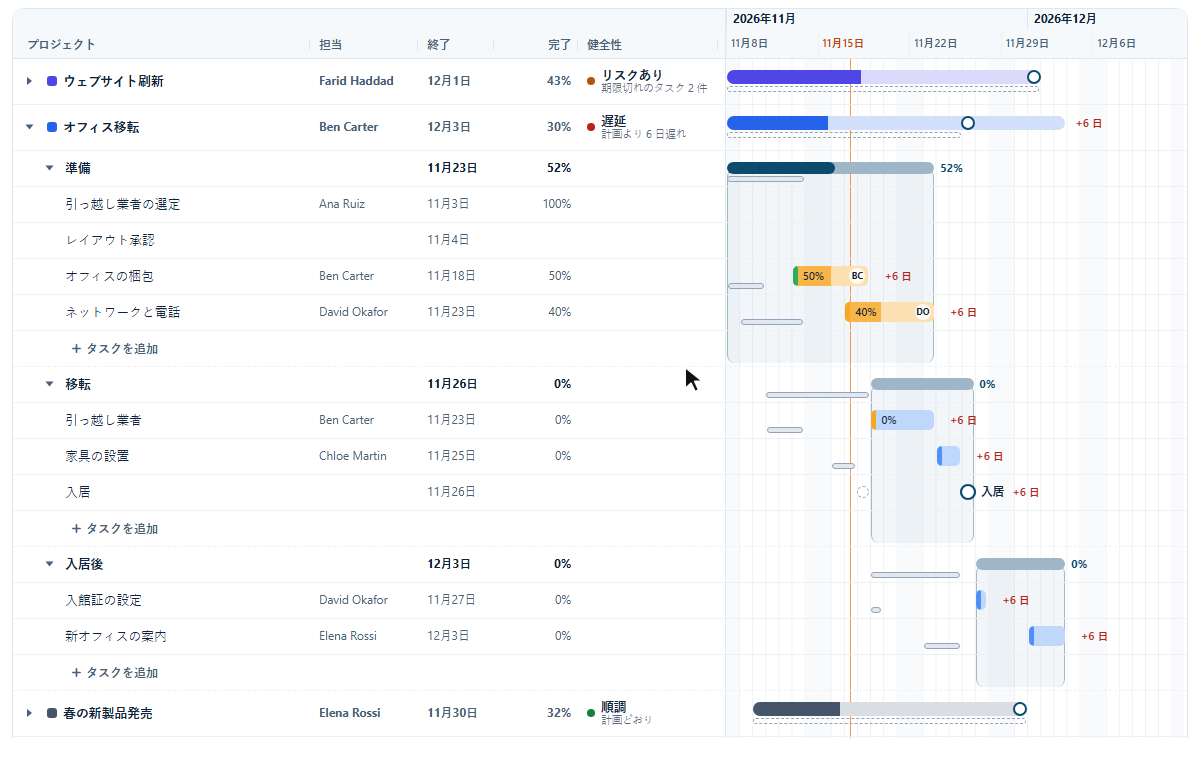 2026年11月 2026年12月
プロジェクト 担当 終了 完了 健全性 11月8日 11月15日 11月22日 11月29日 12月6日
ウェブサイト刷新 Farid Haddad 12月1日 43% リスクあり
期限切れのタスク 2 件
オフィス移転 Ben Carter 12月3日 30% 遅延 +6 日
計画より 6 日遅れ
準備 11月23日 52% 52%
引っ越し業者の選定 Ana Ruiz 11月3日 100%
レイアウト承認 11月4日
オフィスの梱包 Ben Carter 11月18日 50% 50% BC +6 日
ネットワークと電話 David Okafor 11月23日 40% 40% DO +6 日
+ タスクを追加
移転 11月26日 0% 0%
引っ越し業者 Ben Carter 11月23日 0% 0% +6 日
家具の設置 Chloe Martin 11月25日 0% +6 日
入居 11月26日 入居 +6 日
+ タスクを追加
入居後 12月3日 0% 0%
入館証の設定 David Okafor 11月27日 0% +6 日
新オフィスの案内 Elena Rossi 12月3日 0% +6 日
+ タスクを追加
春の新製品発売 Elena Rossi 11月30日 32% 順調
計画どおり